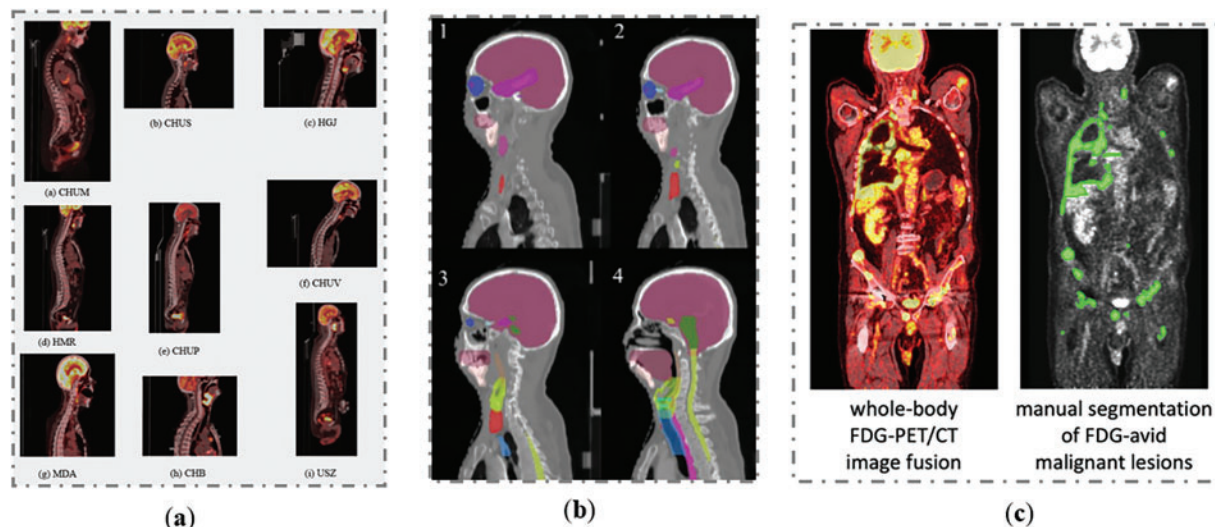 (b) CHUS
(c) HGJ
(a) CHUM
(d) HMR
(e) CHUP
(f) CHUV
(g) MDA
(h) CHB
(i) USZ
(a)
1
2
3
4
(b)
whole-body
FDG-PET/CT
image fusion
manual segmentation
of FDG-avid
malignant lesions
(c)